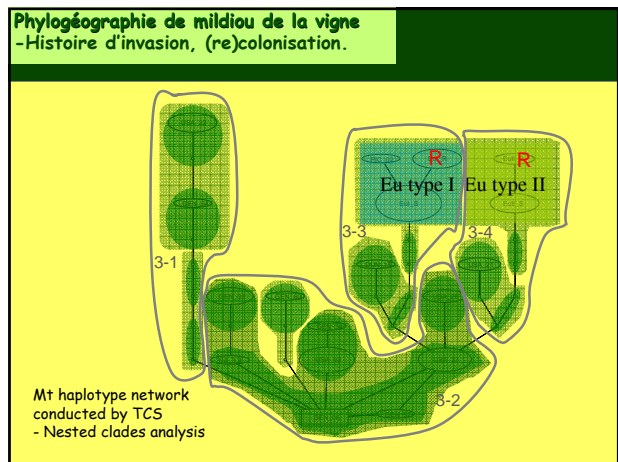 Phylogéographie de mildiou de la vigne
-Histoire d'invasion, (re)colonisation.
R
R
Eu type I
Eu type II
3-3
3-4
3-1
3-2
Mt haplotype network
conducted by TCS
- Nested clades analysis